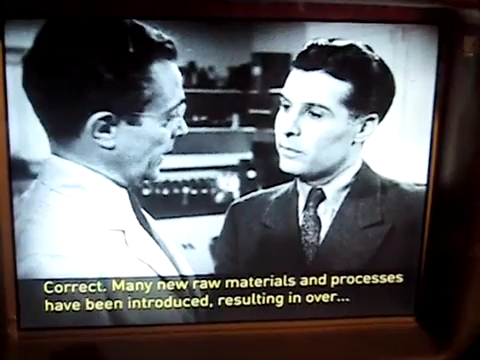 Correct. Many new raw materials and processes
have been introduced, resulting in over...